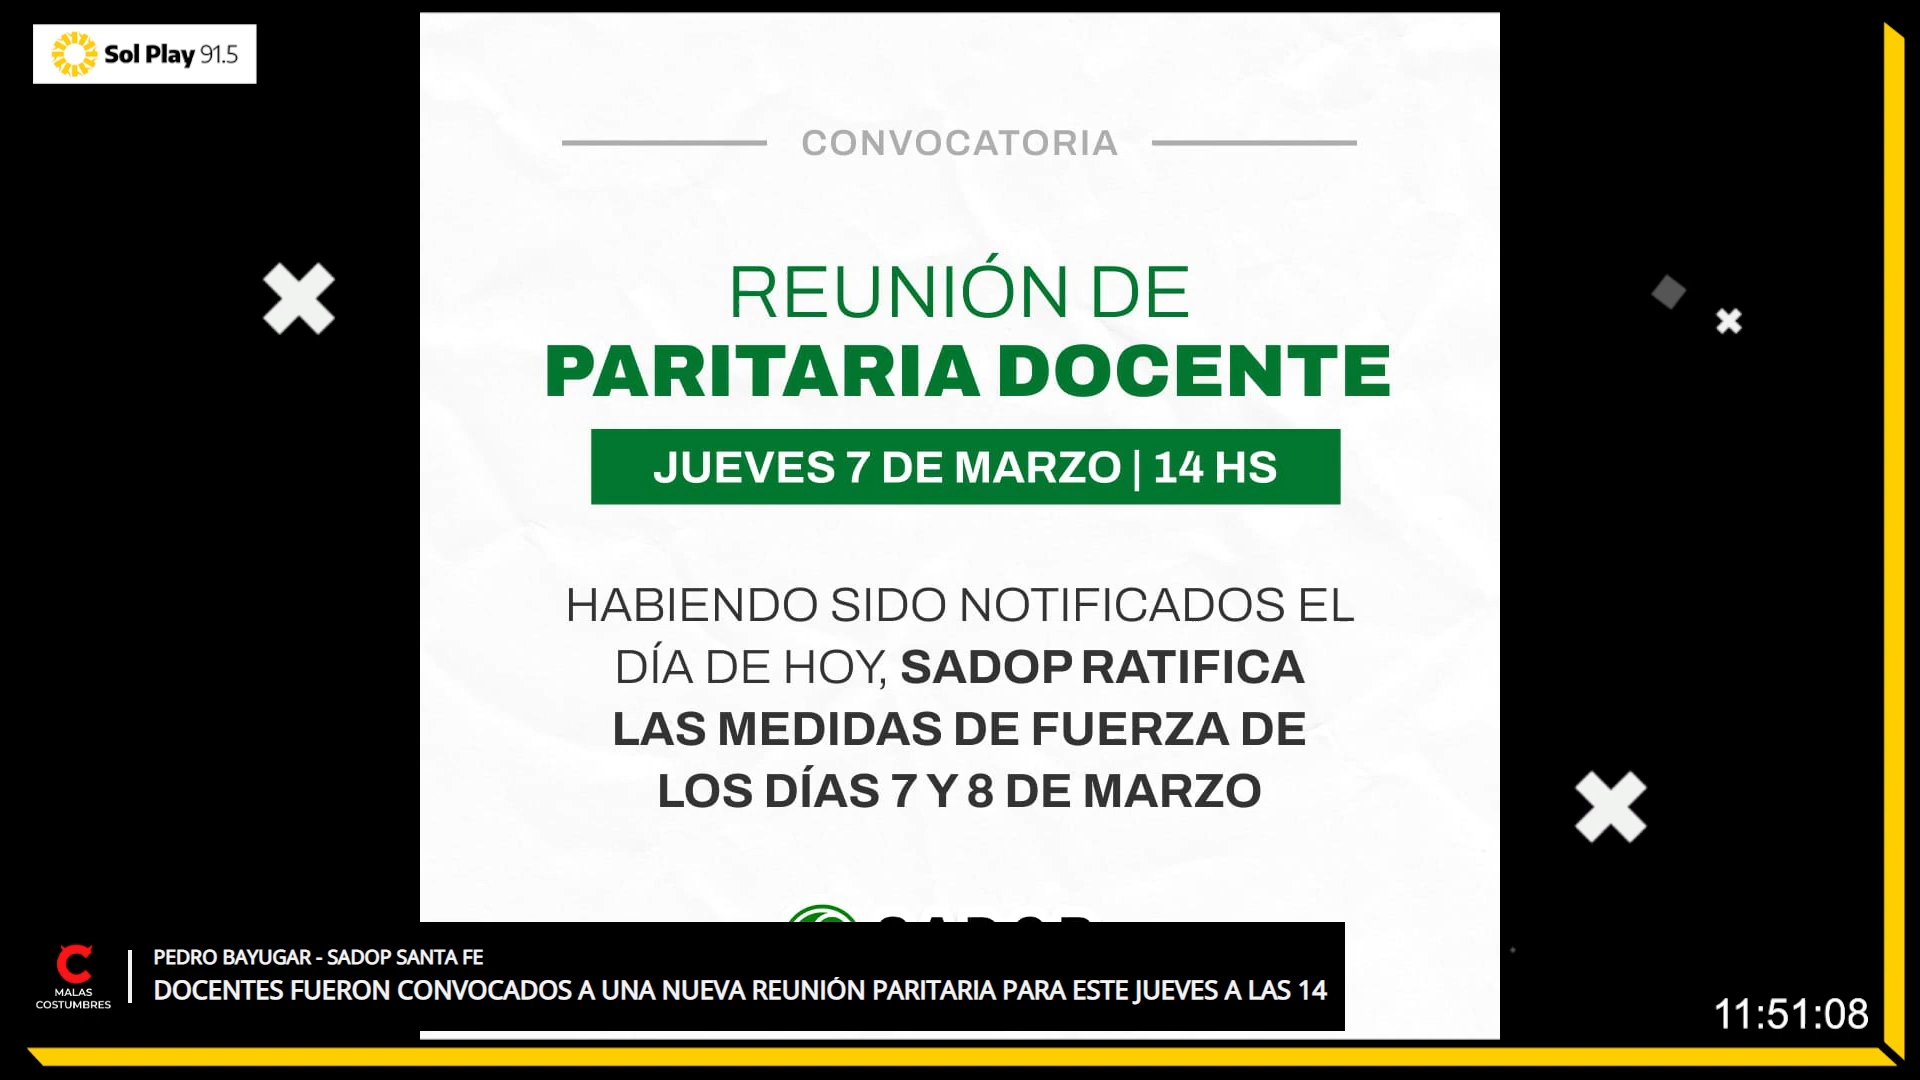 Sol Play 91.5
CONVOCATORIA
REUNIÓN DE
PARITARIA DOCENTE
JUEVES 7 DE MARZO | 14 HS
HABIENDO SIDO NOTIFICADOS EL
DÍA DE HOY, SADOP RATIFICA
LAS MEDIDAS DE FUERZA DE
LOS DÍAS 7 Y 8 DE MARZO
SADOP
MALAS
COSTUMBRES
PEDRO BAYUGAR - SADOP SANTA FE
DOCENTES FUERON CONVOCADOS A UNA NUEVA REUNIÓN PARITARIA PARA ESTE JUEVES A LAS 14
11:51:08